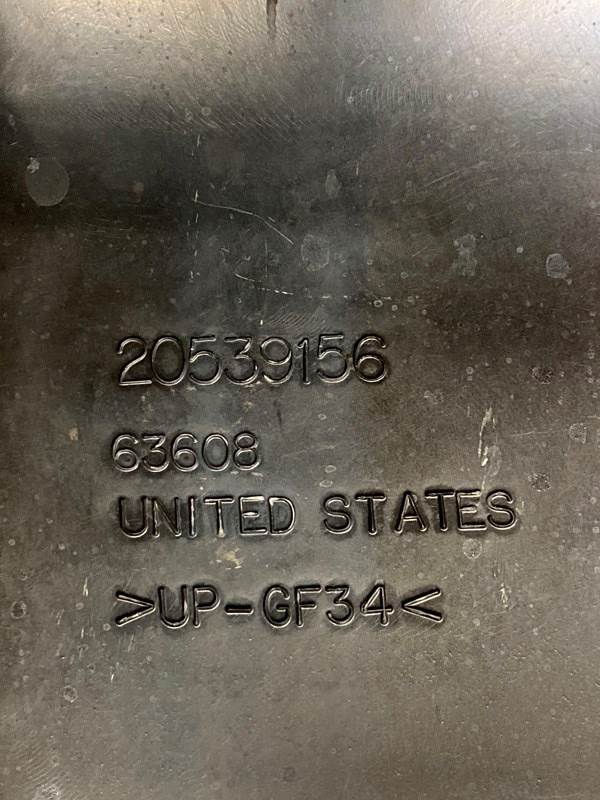 20539156
63608
UNITED STATES
>UP-GF34<